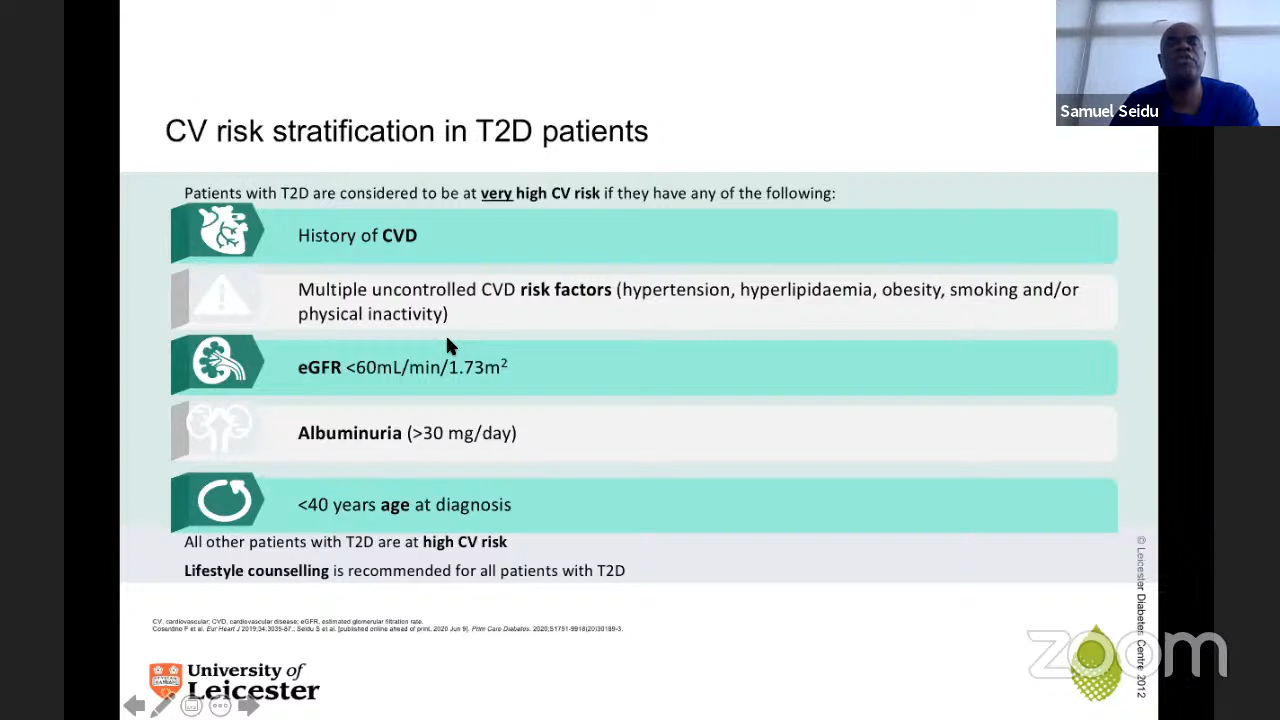 Samuel Seidu
CV risk stratification in T2D patients
Patients with T2D are considered to be at very high CV risk if they have any of the following:
History of CVD
Multiple uncontrolled CVD risk factors (hypertension, hyperlipidaemia, obesity, smoking and/or
physical inactivity)
eGFR <60mL/min/1.73m²
Albuminuria (>30 mg/day)
<40 years age at diagnosis
All other patients with T2D are at high CV risk
Lifestyle counselling is recommended for all patients with T2D
© Leicester Diabetes Centre 2012
CV, cardiovascular; CVD, cardiovascular disease; eGFR, estimated glomerular filtration rate.
Cosentino F et al. Eur Heart J 2019;34:3035-87.; Seidu S et al. [published online ahead of print, 2020 Jun 9]. Prim Care Diabetes. 2020;S1751-9918(20)30189-3.
University of
Leicester
zoom